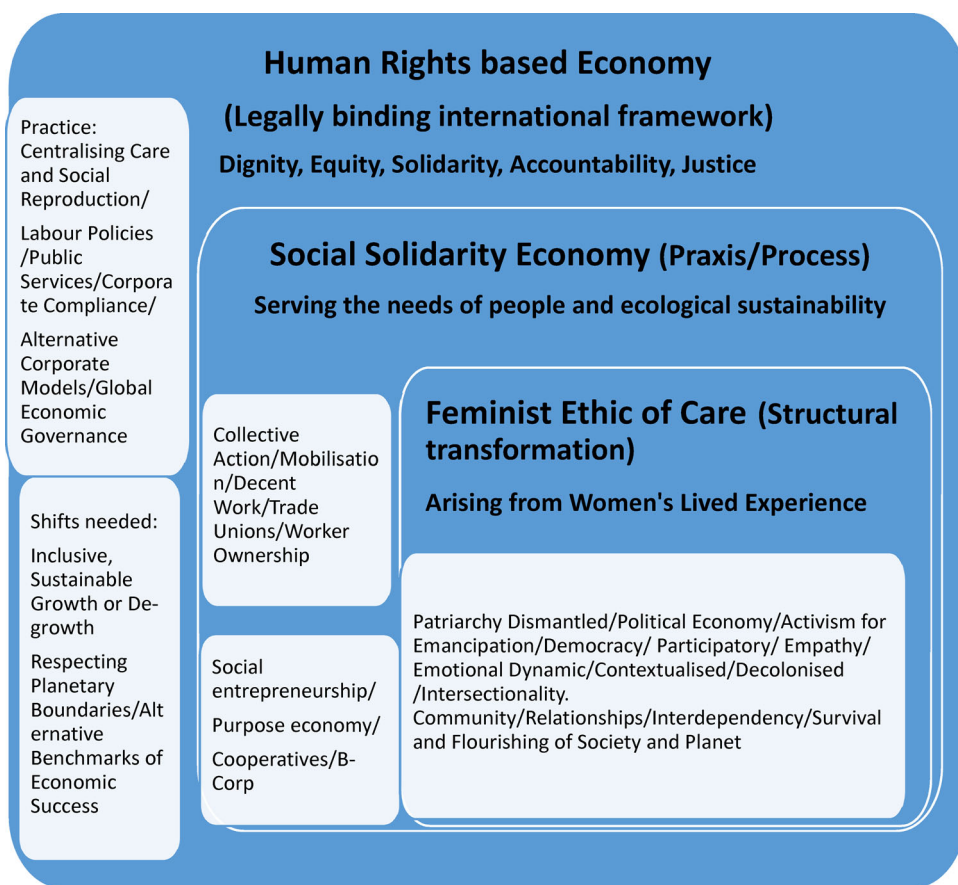 Human Rights based Economy
(Legally binding international framework)
Dignity, Equity, Solidarity, Accountability, Justice
Practice:
Centralising Care
and Social
Reproduction/
Labour Policies
/Public
Services/Corpora
te Compliance/
Alternative
Corporate
Models/Global
Economic
Governance
Shifts needed:
Inclusive,
Sustainable
Growth or De-
growth
Respecting
Planetary
Boundaries/Alt
ernative
Benchmarks of
Economic
Success
Social Solidarity Economy (Praxis/Process)
Serving the needs of people and ecological sustainability
Collective
Action/Mobilisatio
n/Decent
Work/Trade
Unions/Worker
Ownership
Social
entrepreneurship/
Purpose economy/
Cooperatives/B-
Corp
Feminist Ethic of Care (Structural
transformation)
Arising from Women's Lived Experience
Patriarchy Dismantled/Political Economy/Activism for
Emancipation/Democracy/ Participatory/ Empathy/
Emotional Dynamic/Contextualised/Decolonised
/Intersectionality.
Community/Relationships/Interdependency/Survival
and Flourishing of Society and Planet